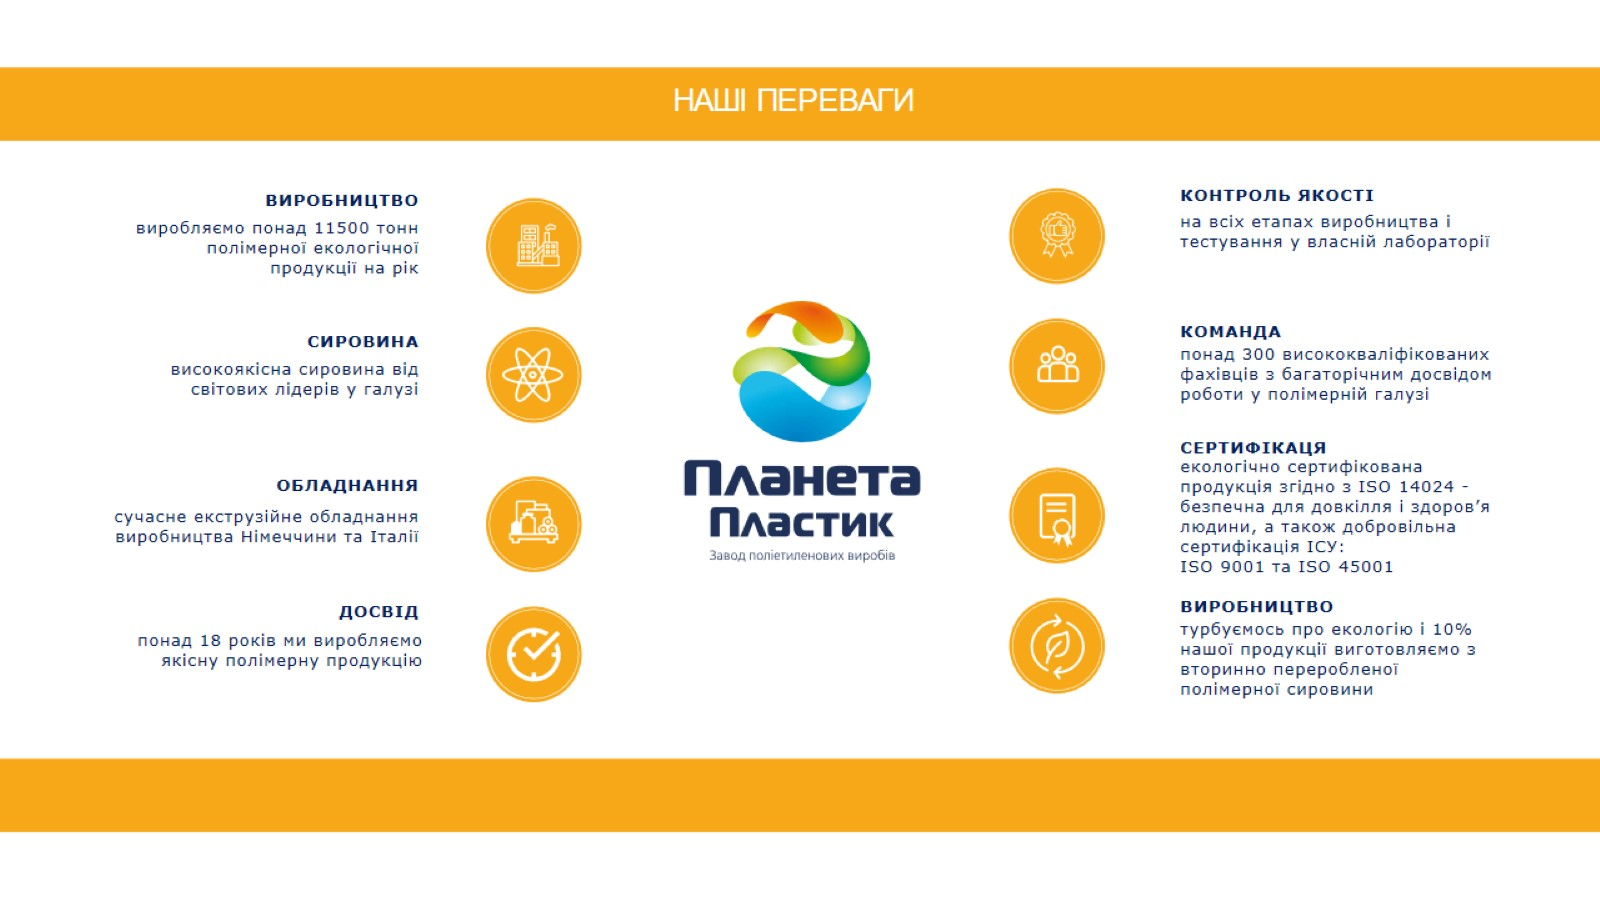 НАШІ ПЕРЕВАГИ
ВИРОБНИЦТВО
виробляємо понад 11500 тонн
полімерної екологічної
продукції на рік
СИРОВИНА
високоякісна сировина від
світових лідерів у галузі
ОБЛАДНАННЯ
сучасне екструзійне обладнання
виробництва Німеччини та Італії
ДОСВІД
понад 18 років ми виробляємо
якісну полімерну продукцію
Планета
Пластик
Завод поліетиленових виробів
КОНТРОЛЬ ЯКОСТІ
на всіх етапах виробництва і
тестування у власній лабораторії
КОМАНДА
понад 300 висококваліфікованих
фахівців з багаторічним досвідом
роботи у полімерній галузі
СЕРТИФІКАЦЯ
екологічно сертифікована
продукція згідно з ISO 14024 -
безпечна для довкілля і здоров’я
людини, а також добровільна
сертифікація ІСУ:
ISO 9001 та ISO 45001
ВИРОБНИЦТВО
турбуємось про екологію і 10%
нашої продукції виготовляємо з
вторинно переробленої
полімерної сировини